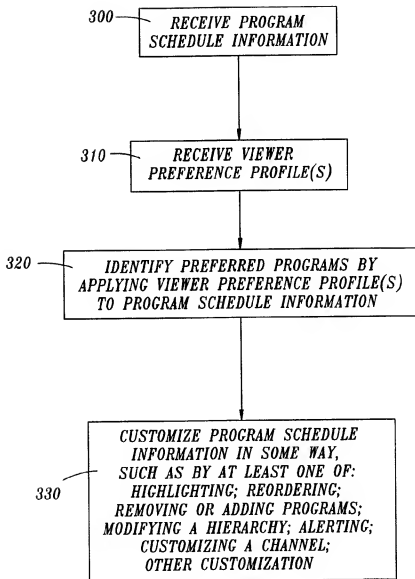 300
RECEIVE PROGRAM
SCHEDULE INFORMATION
310
RECEIVE VIEWER
PREFERENCE PROFILE(S)
320
IDENTIFY PREFERRED PROGRAMS BY
APPLYING VIEWER PREFERENCE PROFILE(S)
TO PROGRAM SCHEDULE INFORMATION
330
CUSTOMIZE PROGRAM SCHEDULE
INFORMATION IN SOME WAY,
SUCH AS BY AT LEAST ONE OF:
HIGHLIGHTING; REORDERING;
REMOVING OR ADDING PROGRAMS;
MODIFYING A HIERARCHY; ALERTING;
CUSTOMIZING A CHANNEL;
OTHER CUSTOMIZATION